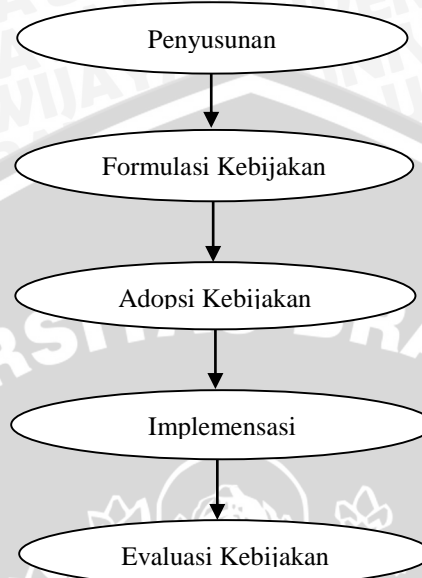 Penyusunan
Formulasi Kebijakan
Adopsi Kebijakan
Implemensasi
Evaluasi Kebijakan